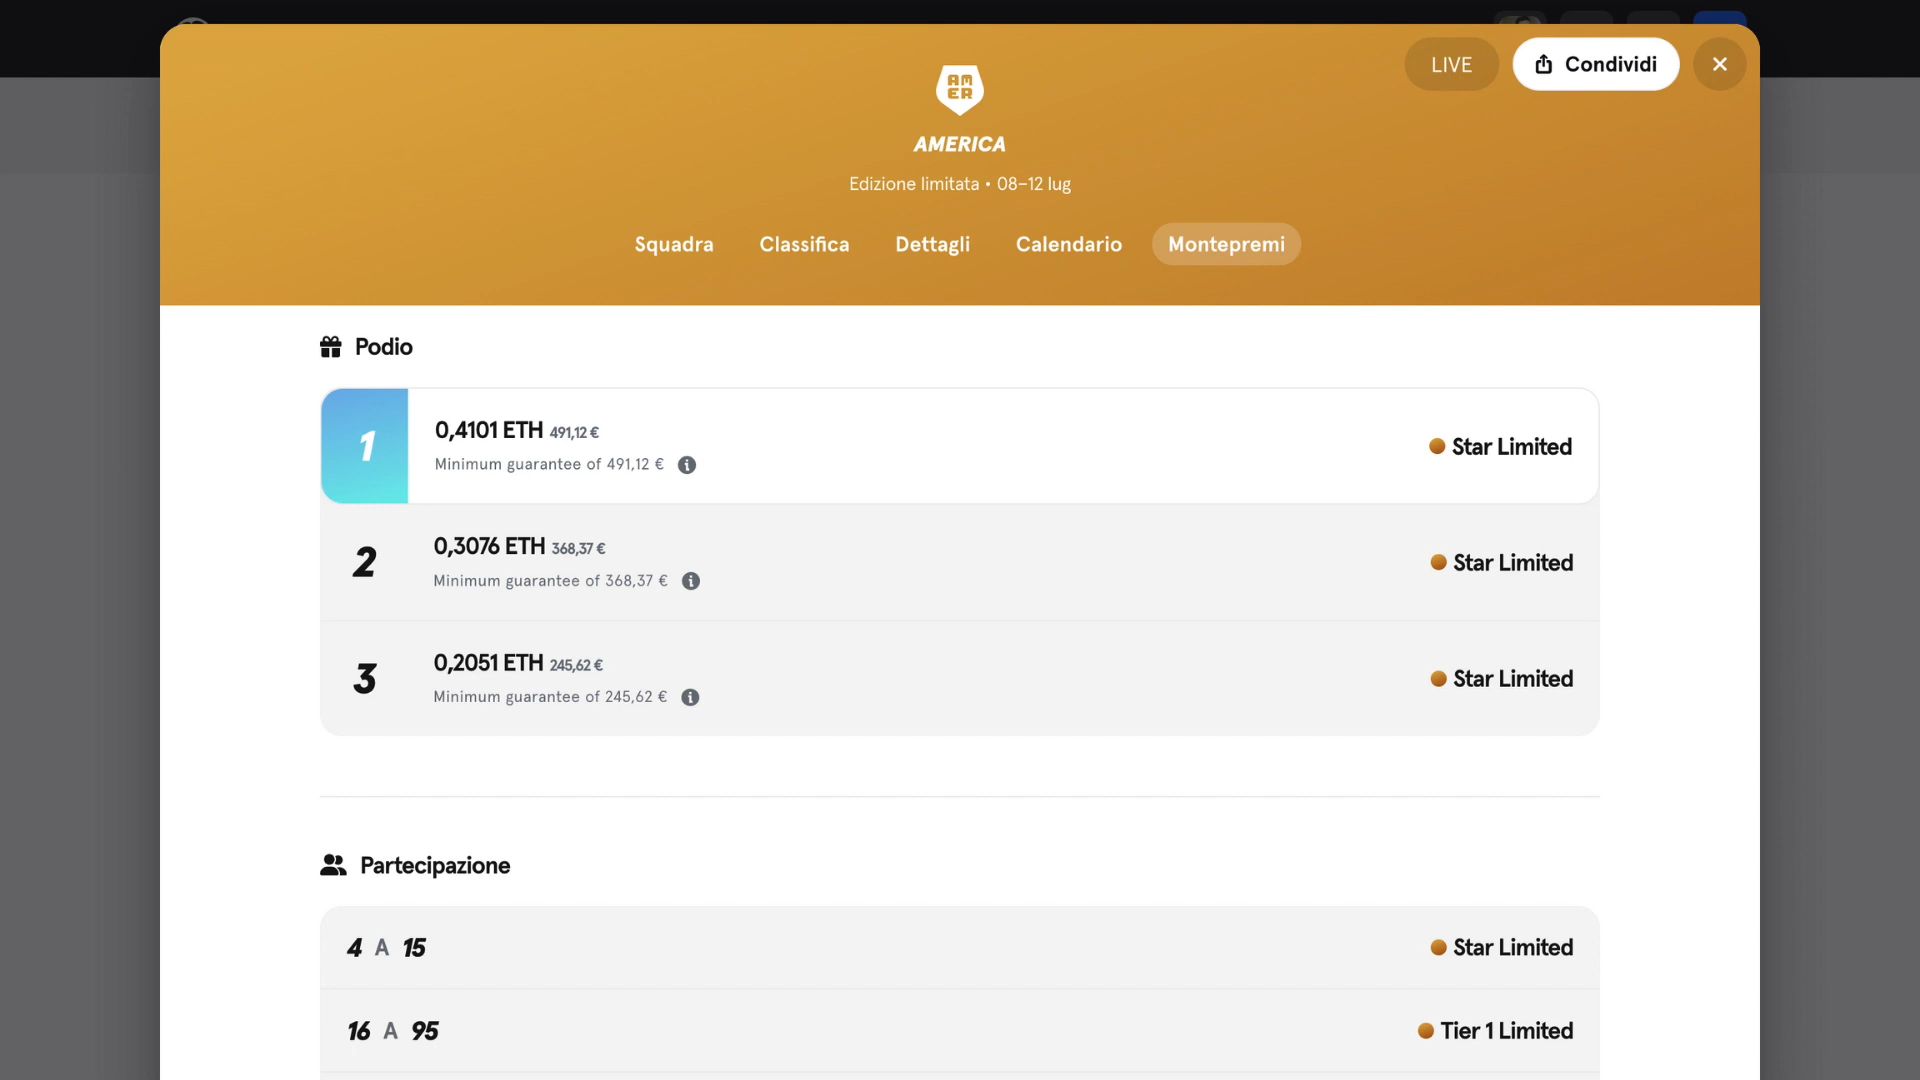 LIVE
Condividi
AM
ER
AMERICA
Edizione limitata • 08–12 lug
Squadra
Classifica
Dettagli
Calendario
Montepremi
Podio
1
0,4101 ETH 491,12 €
Minimum guarantee of 491,12 €
Star Limited
2
0,3076 ETH 368,37 €
Minimum guarantee of 368,37 €
Star Limited
3
0,2051 ETH 245,62 €
Minimum guarantee of 245,62 €
Star Limited
Partecipazione
4 A 15
Star Limited
16 A 95
Tier 1 Limited